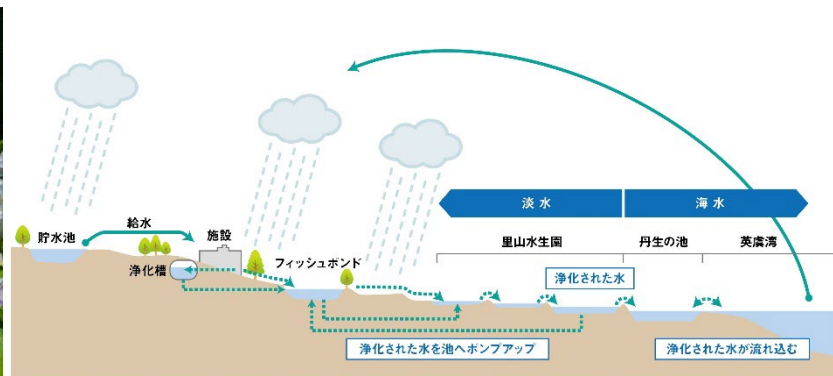 淡水
海水
給水
貯水池
施設
里山水生園
丹生の池
英虞湾
浄化槽
フィッシュポンド
浄化された水
浄化された水を池へポンプアップ
浄化された水が流れ込む